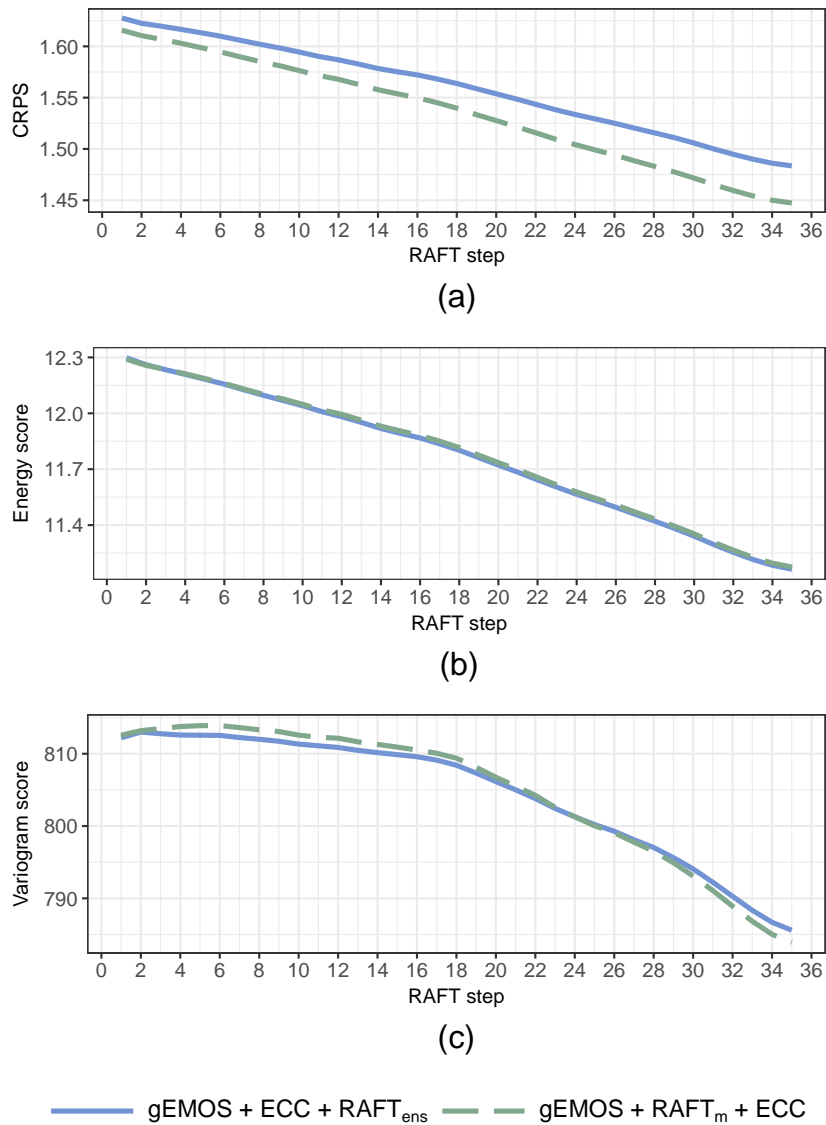 1.60
1.55
1.50
1.45
CRPS
0 2 4 6 8 10 12 14 16 18 20 22 24 26 28 30 32 34 36
RAFT step
(a)
12.3
12.0
11.7
11.4
Energy score
0 2 4 6 8 10 12 14 16 18 20 22 24 26 28 30 32 34 36
RAFT step
(b)
810
800
790
Variogram score
0 2 4 6 8 10 12 14 16 18 20 22 24 26 28 30 32 34 36
RAFT step
(c)
gEMOS + ECC + RAFTens gEMOS + RAFTm + ECC